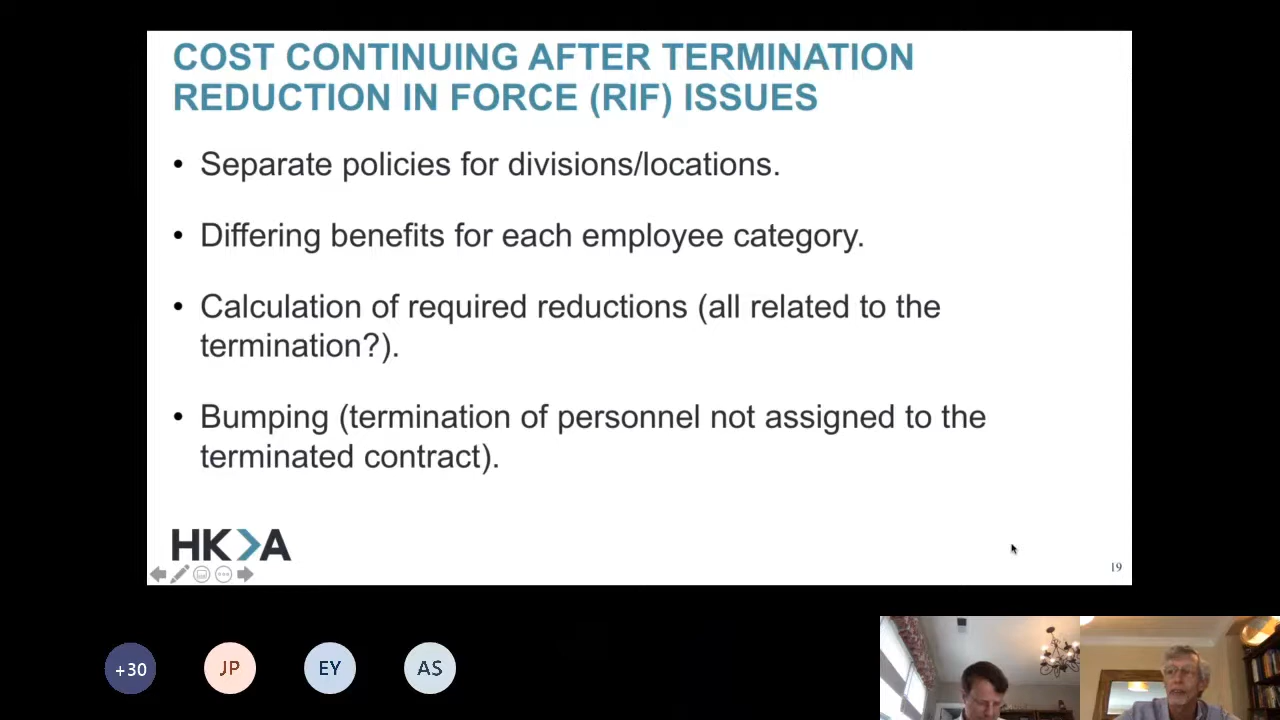 COST CONTINUING AFTER TERMINATION
REDUCTION IN FORCE (RIF) ISSUES
• Separate policies for divisions/locations.
• Differing benefits for each employee category.
• Calculation of required reductions (all related to the
termination?).
• Bumping (termination of personnel not assigned to the
terminated contract).
HKA
19
+30
JP
EY
AS